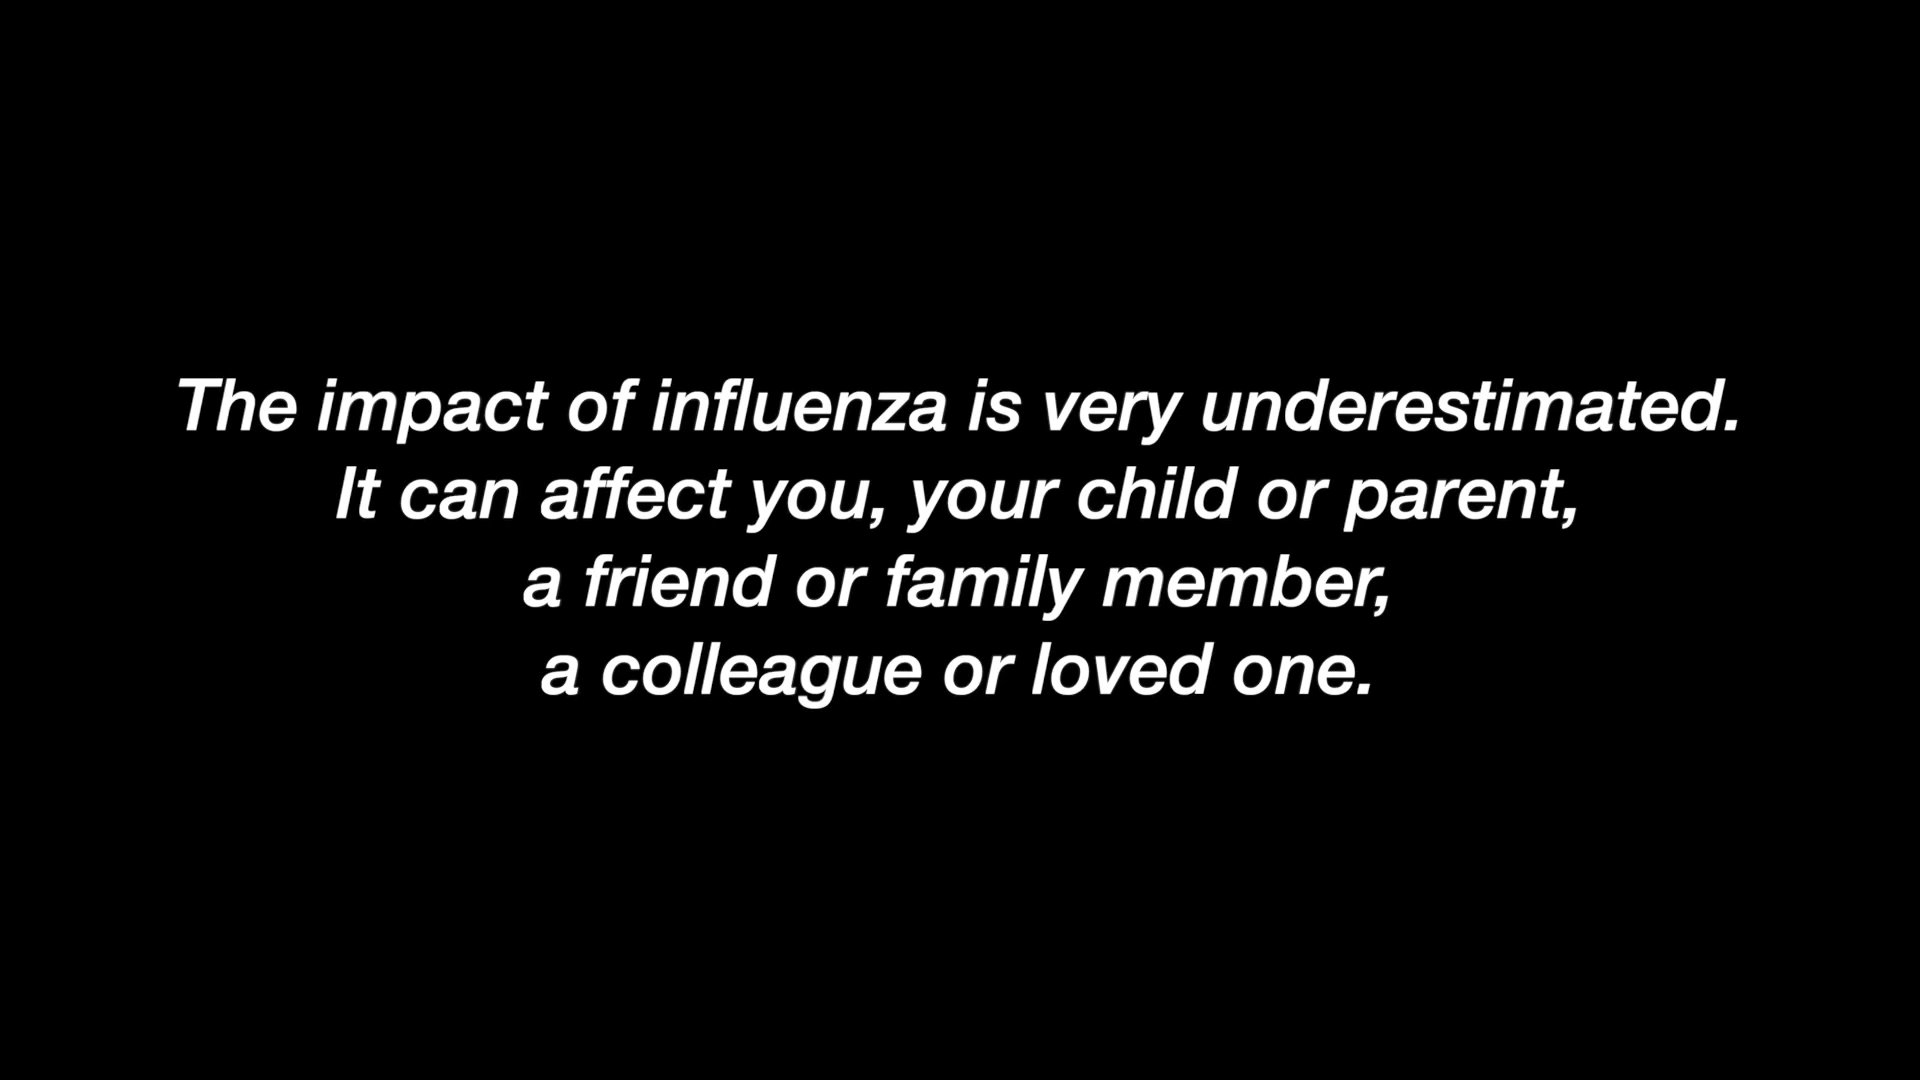 The impact of influenza is very underestimated.
It can affect you, your child or parent,
a friend or family member,
a colleague or loved one.